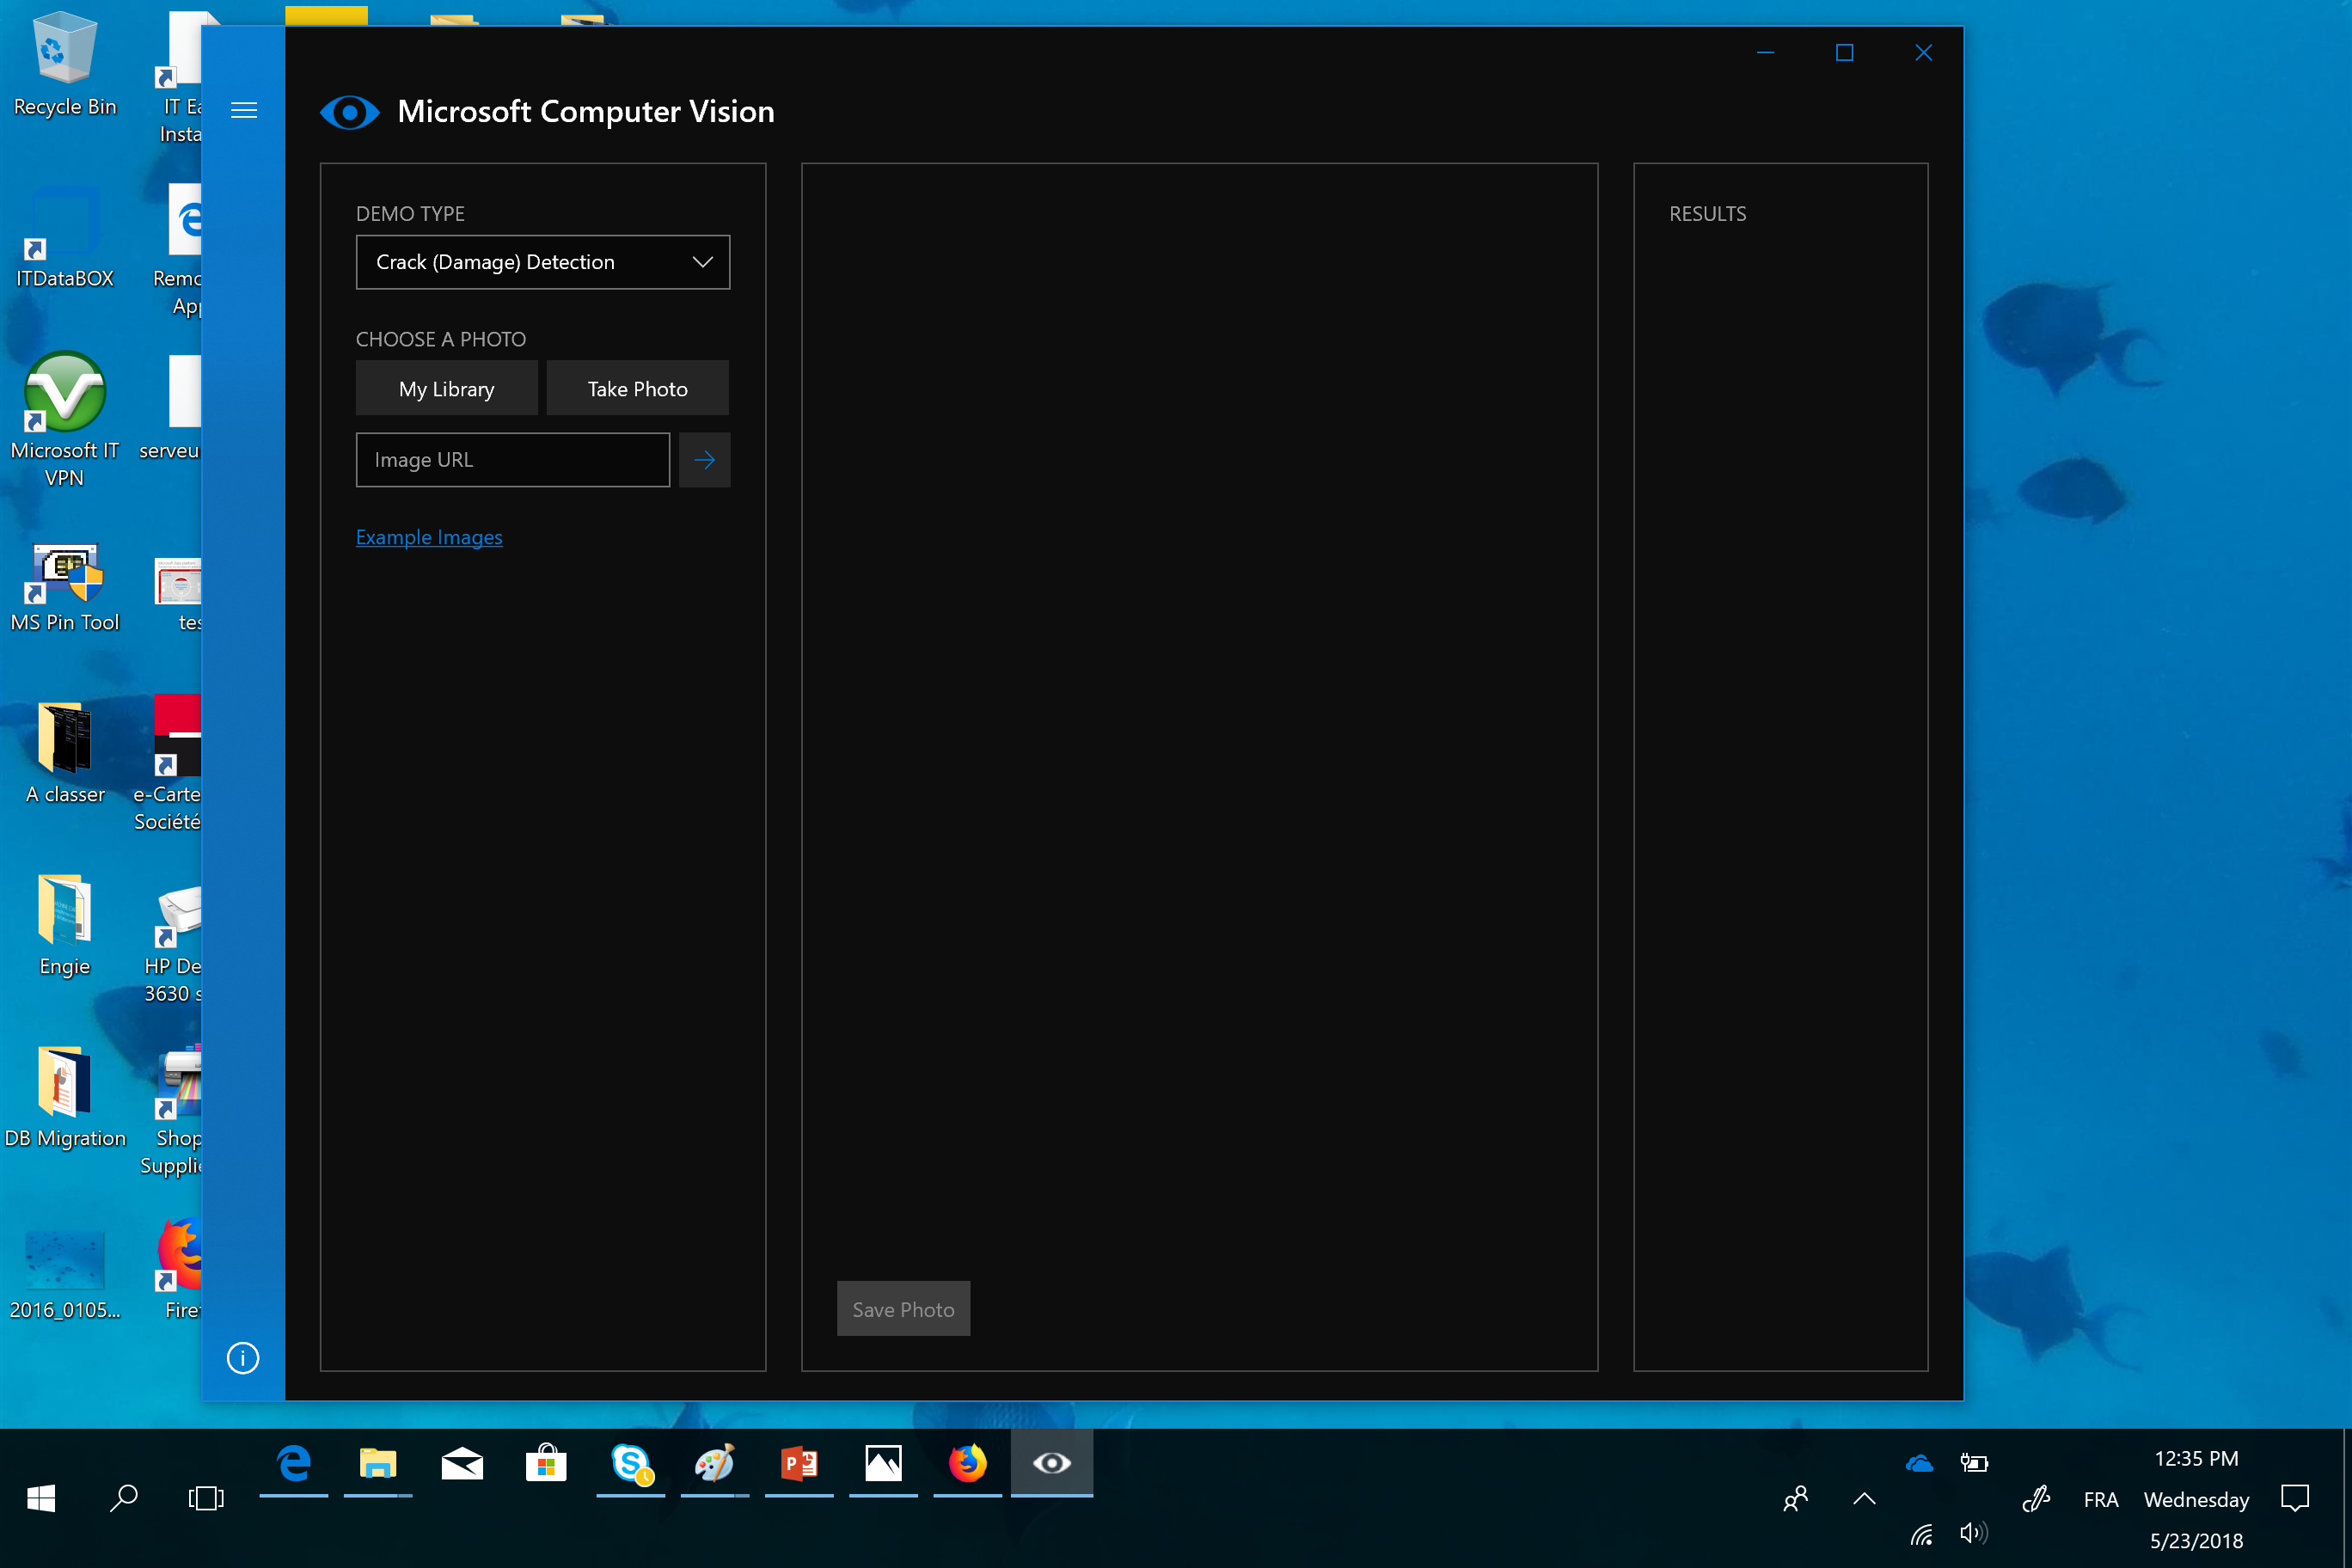 Recycle Bin
IT Ea
Insta
ITDataBOX
Remo
App
Microsoft IT
VPN
serveu
MS Pin Tool
tes
A classer
e-Carte
Société
Engie
HP De
3630 s
DB Migration
Shop
Supplie
2016_0105...
Firef
Microsoft Computer Vision
DEMO TYPE
Crack (Damage) Detection
CHOOSE A PHOTO
My Library
Take Photo
Image URL
Example Images
Save Photo
RESULTS
12:35 PM
FRA
Wednesday
5/23/2018